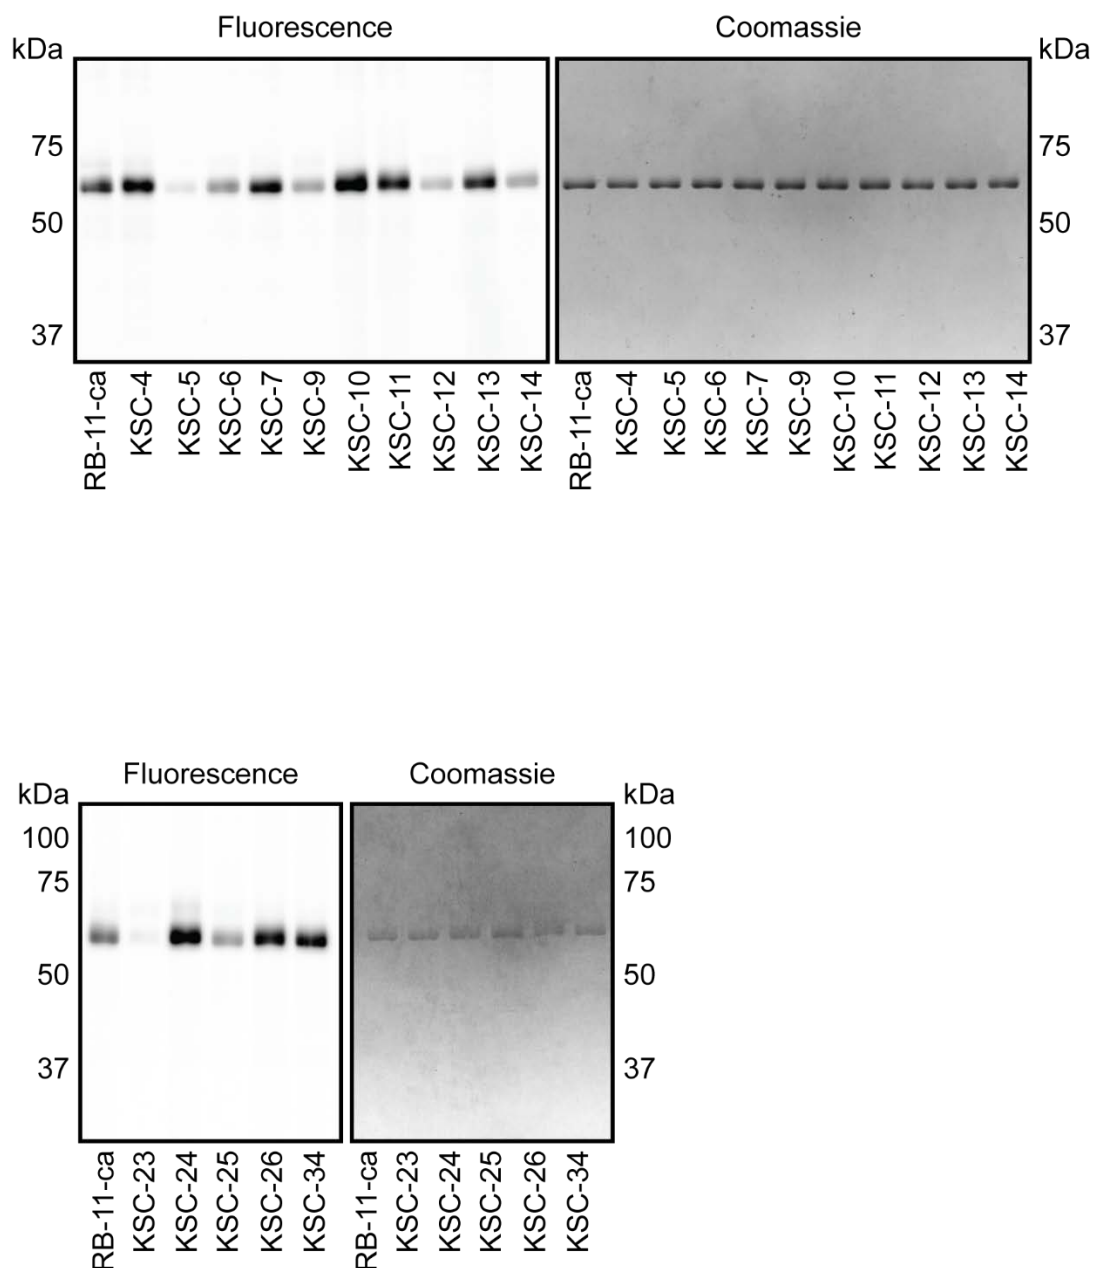 Fluorescence
Coomassie
kDa
kDa
75
75
50
50
37
37
RB-11-ca
KSC-4
KSC-5
KSC-6
KSC-7
KSC-9
KSC-10
KSC-11
KSC-12
KSC-13
KSC-14
RB-11-ca
KSC-4
KSC-5
KSC-6
KSC-7
KSC-9
KSC-10
KSC-11
KSC-12
KSC-13
KSC-14
Fluorescence
Coomassie
kDa
kDa
100
100
75
75
50
50
37
37
RB-11-ca
KSC-23
KSC-24
KSC-25
KSC-26
KSC-34
RB-11-ca
KSC-23
KSC-24
KSC-25
KSC-26
KSC-34